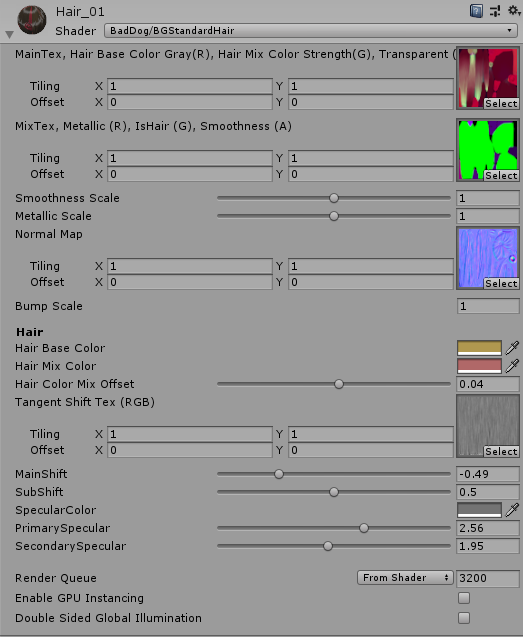 Hair_01
Shader BadDog/BGStandardHair
MainTex, Hair Base Color Gray(R), Hair Mix Color Strength(G), Transparent (
Tiling X 1 Y 1
Offset X 0 Y 0
Select
MixTex, Metallic (R), IsHair (G), Smoothness (A)
Tiling X 1 Y 1
Offset X 0 Y 0
Select
Smoothness Scale 1
Metallic Scale 1
Normal Map
Tiling X 1 Y 1
Offset X 0 Y 0
Select
Bump Scale 1
Hair
Hair Base Color
Hair Mix Color
Hair Color Mix Offset 0.04
Tangent Shift Tex (RGB)
Tiling X 1 Y 1
Offset X 0 Y 0
Select
MainShift -0.49
SubShift 0.5
SpecularColor
PrimarySpecular 2.56
SecondarySpecular 1.95
Render Queue From Shader 3200
Enable GPU Instancing
Double Sided Global Illumination